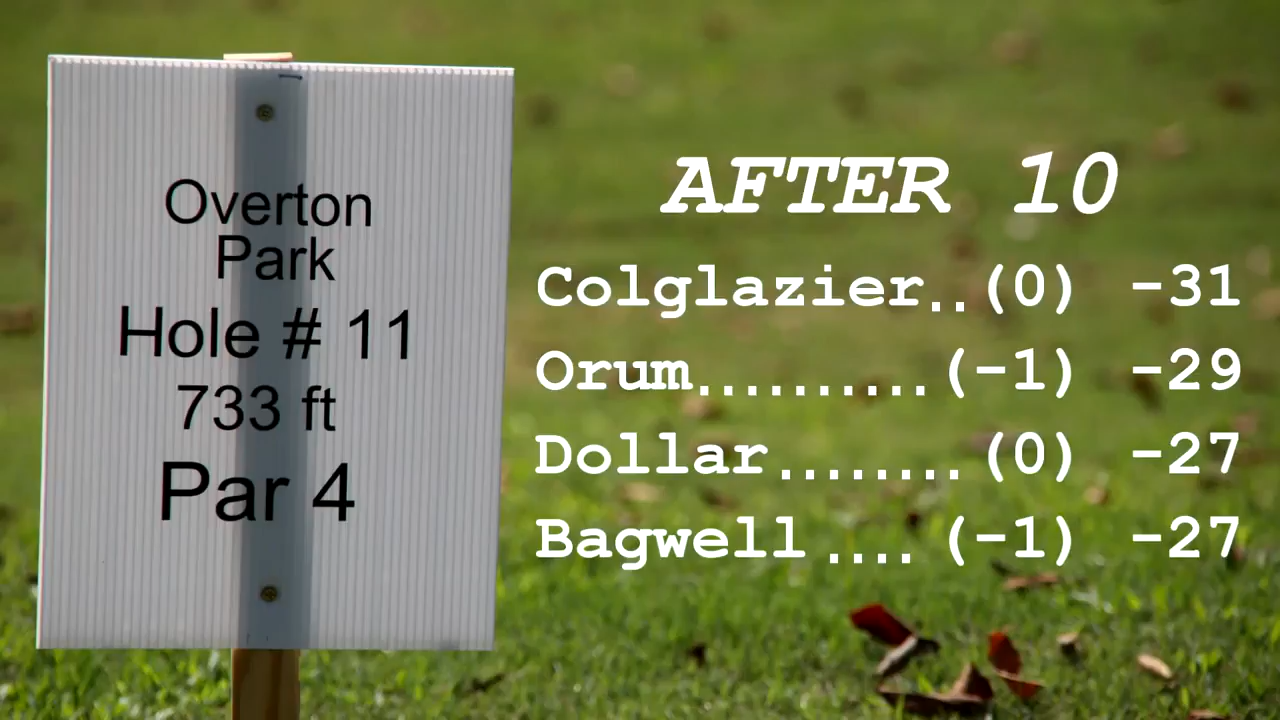 Overton
Park
Hole # 11
733 ft
Par 4
AFTER 10
Colglazier..(0) -31
Orum..........(-1) -29
Dollar........(0) -27
Bagwell ....(-1) -27